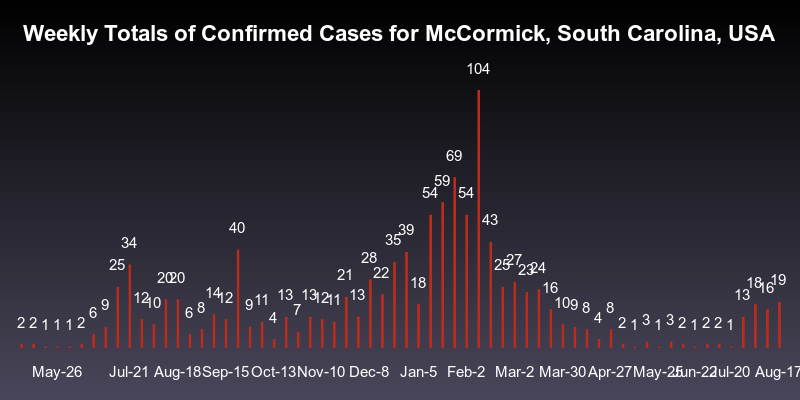 Weekly Totals of Confirmed Cases for McCormick, South Carolina, USA
2 2 1 1 1 2 6 9 25 34 12 10 20 20 6 8 14 12 40 9 11 4 13 7 13 12 11 21 13 28 22 35 39 18 54 59 69 54 104 43 25 27 23 24 16 10 9 8 4 8 2 1 3 1 3 2 1 2 2 1 13 18 16 19
May-26 Jul-21 Aug-18 Sep-15 Oct-13 Nov-10 Dec-8 Jan-5 Feb-2 Mar-2 Mar-30 Apr-27 May-25 Jun-22 Jul-20 Aug-17